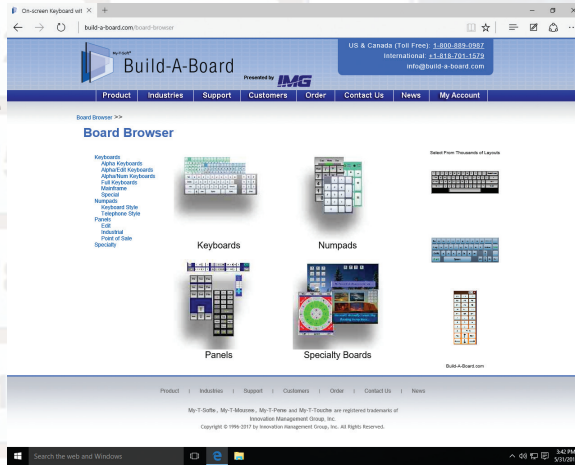 On-screen Keyboard wit
build-a-board.com/board-browser
My-T-Soft®
Build-A-Board
Presented by IMG
US & Canada (Toll Free): 1-800-889-0987
International: +1-818-701-1579
info@build-a-board.com
Product Industries Support Customers Order Contact Us News My Account
Board Browser >>
Board Browser
Keyboards
Alpha Keyboards
Alpha/Edit Keyboards
Alpha/Num Keyboards
Full Keyboards
Mainframe
Special
Numpads
Keyboard Style
Telephone Style
Panels
Edit
Industrial
Point of Sale
Specialty
Keyboards
Numpads
Panels
Specialty Boards
Select From Thousands of Layouts
Build-A-Board.com
Product | Industries | Support | Customers | Order | Contact Us | News
My-T-Soft®, My-T-Mouse®, My-T-Pen® and My-T-Touch® are registered trademarks of
Innovation Management Group, Inc.
Copyright © 1996-2017 by Innovation Management Group, Inc. All Rights Reserved.
Search the web and Windows
3:42 PM
5/31/201